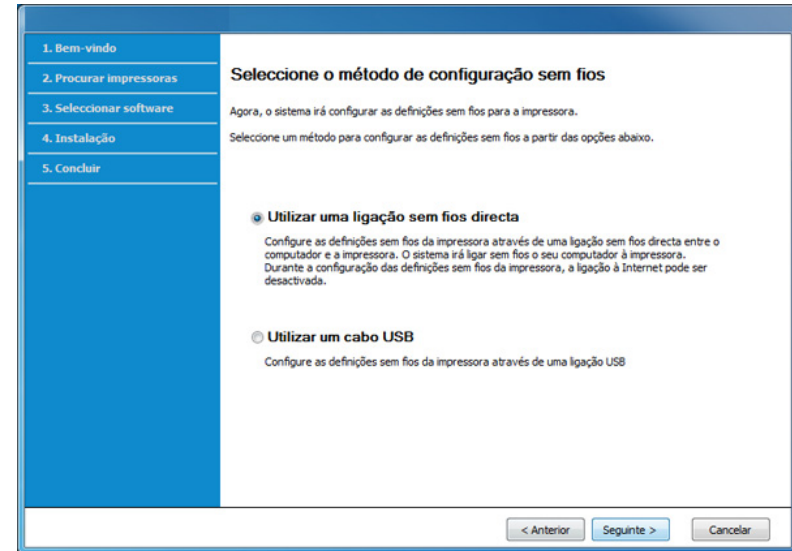 1. Bem-vindo
2. Procurar impressoras
3. Seleccionar software
4. Instalação
5. Concluir
Seleccione o método de configuração sem fios
Agora, o sistema irá configurar as definições sem fios para a impressora.
Seleccione um método para configurar as definições sem fios a partir das opções abaixo.
Utilizar uma ligação sem fios directa
Configure as definições sem fios da impressora através de uma ligação sem fios directa entre o
computador e a impressora. O sistema irá ligar sem fios o seu computador à impressora.
Durante a configuração das definições sem fios da impressora, a ligação à Internet pode ser
desactivada.
Utilizar um cabo USB
Configure as definições sem fios da impressora através de uma ligação USB
< Anterior
Seguinte >
Cancelar